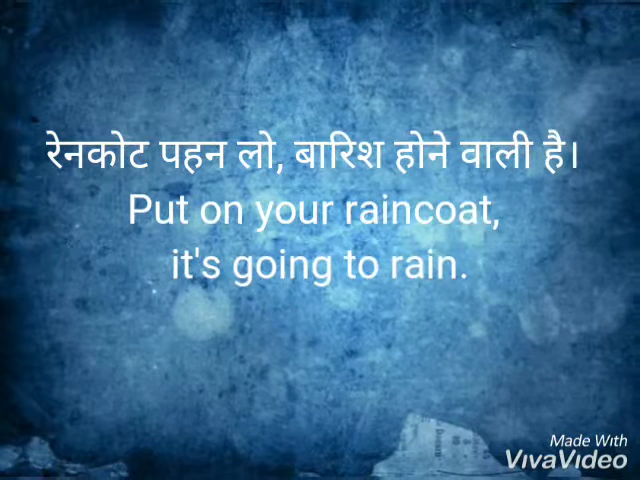 रेनकोट पहन लो, बारिश होने वाली है।
Put on your raincoat,
it's going to rain.
Made With
VivaVideo